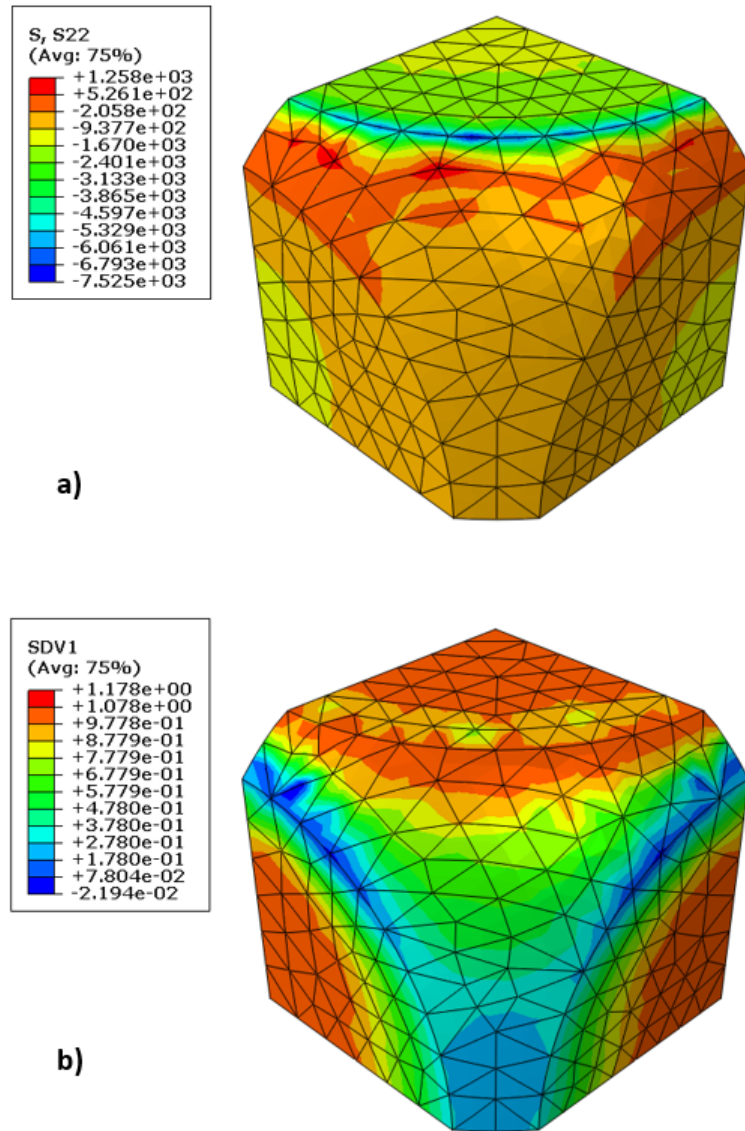 S, S22
(Avg: 75%)
+1.258e+03
+5.261e+02
-2.058e+02
-9.377e+02
-1.670e+03
-2.401e+03
-3.133e+03
-3.865e+03
-4.597e+03
-5.329e+03
-6.061e+03
-6.793e+03
-7.525e+03
a)
SDV1
(Avg: 75%)
+1.178e+00
+1.078e+00
+9.778e-01
+8.779e-01
+7.779e-01
+6.779e-01
+5.779e-01
+4.780e-01
+3.780e-01
+2.780e-01
+1.780e-01
+7.804e-02
-2.194e-02
b)